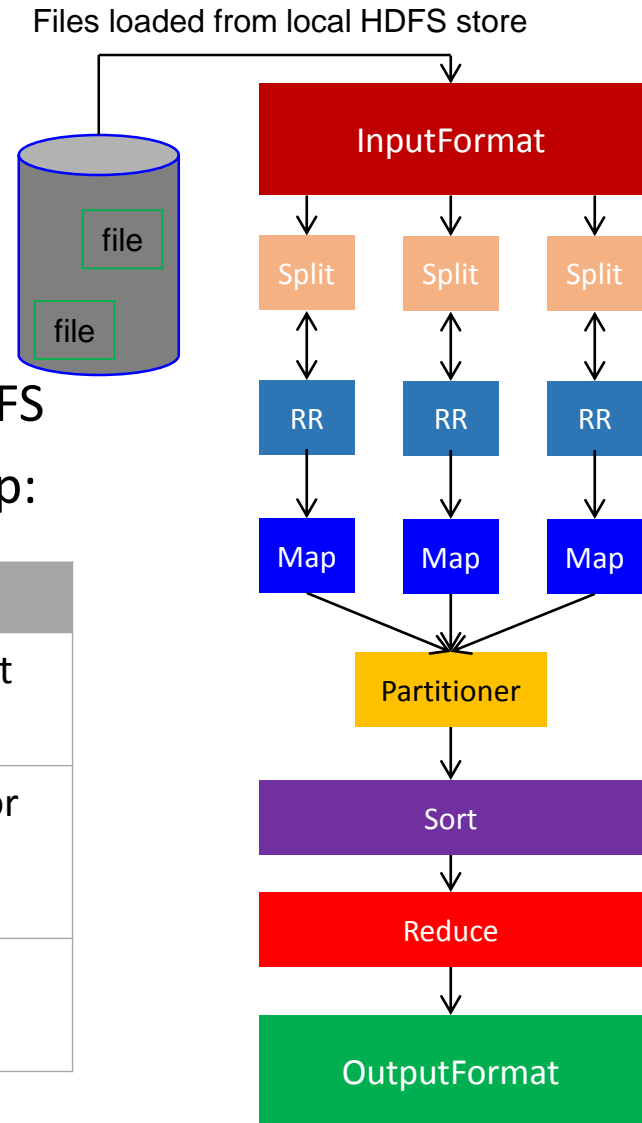 Files loaded from local HDFS store
InputFormat
file
file
Split Split Split
FS
RR RR RR
p:
Map Map Map
t
Partitioner
or
Sort
Reduce
OutputFormat